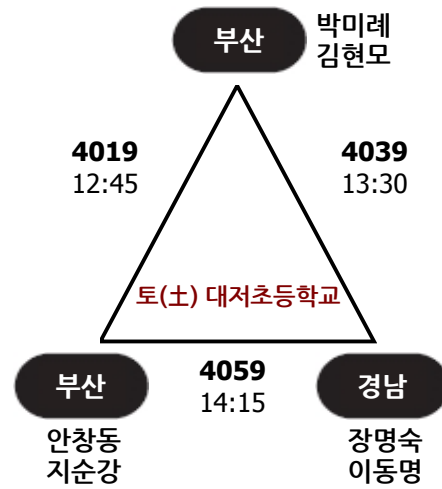 부산
박미례
김현모
4019
12:45
4039
13:30
토(土) 대저초등학교
부산
안창동
지순강
4059
14:15
경남
장명숙
이동명